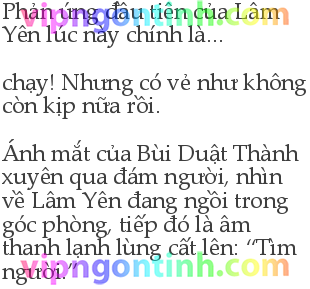 Phản ứng đầu tiên của Lâm
Yên lúc này chính là...
chạy! Nhưng có vẻ như không
còn kịp nữa rồi.
Ánh mắt của Bùi Duật Thành
xuyên qua đám người, nhìn
về Lâm Yên đang ngồi trong
góc phòng, tiếp đó là âm
thanh lạnh lùng cất lên: “Tìm
người.”
vipngontinh.com
vipngontinh.com